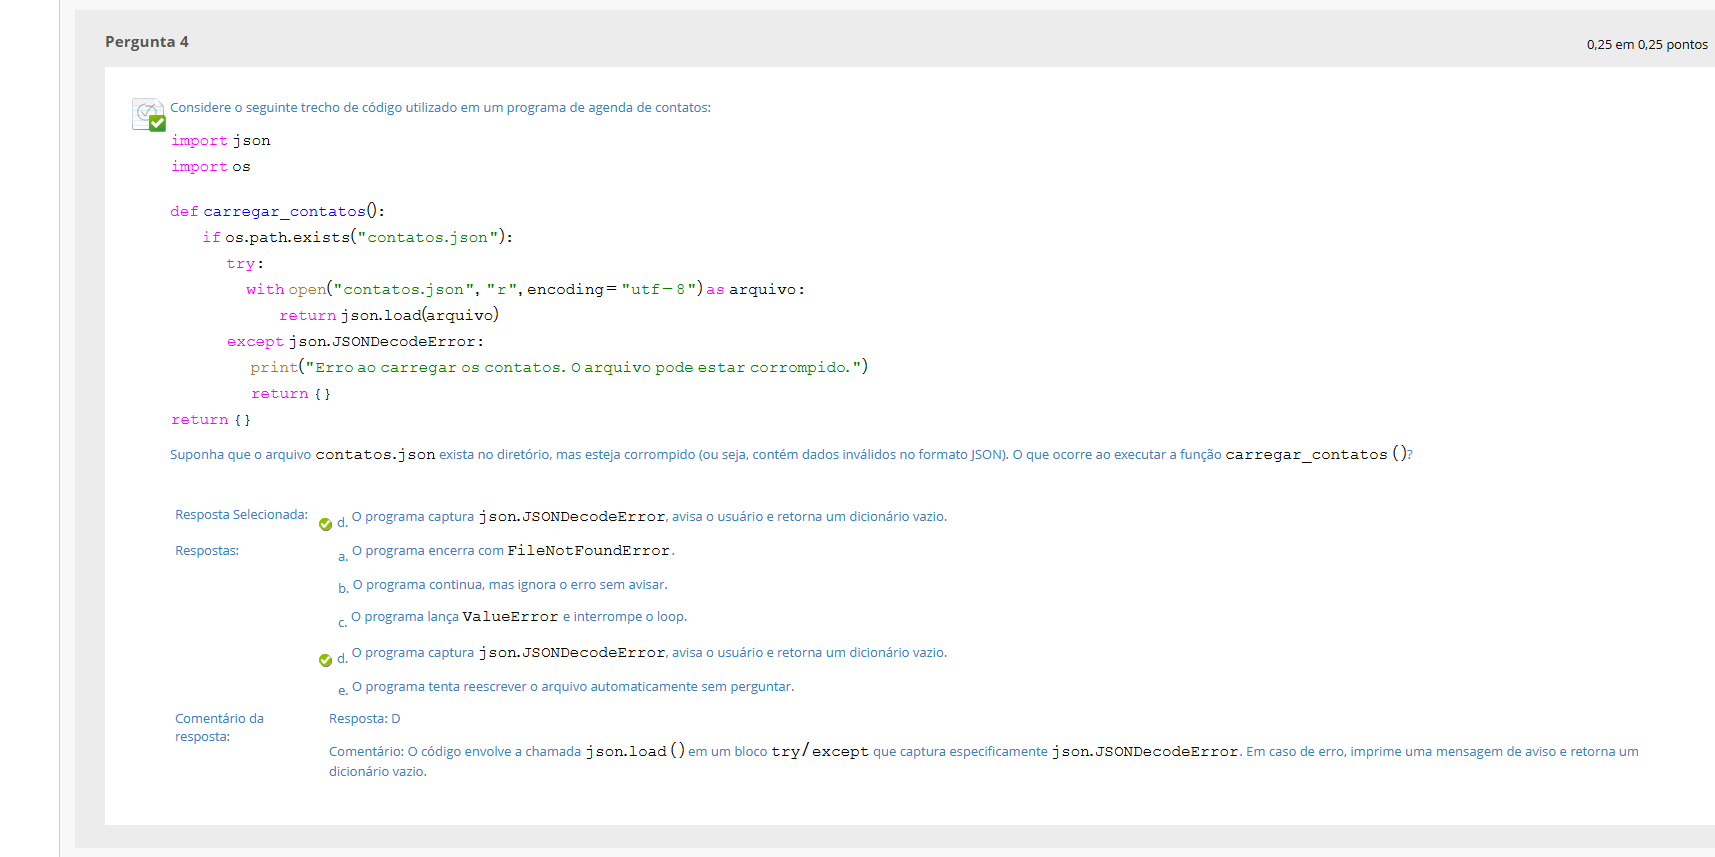 Pergunta 4
0,25 em 0,25 pontos
Considere o seguinte trecho de código utilizado em um programa de agenda de contatos:
import json
import os
def carregar_contatos():
if os.path.exists("contatos.json"):
try:
with open("contatos.json", "r", encoding="utf-8") as arquivo:
return json.load(arquivo)
except json.JSONDecodeError:
print("Erro ao carregar os contatos. O arquivo pode estar corrompido.")
return {}
return {}
Suponha que o arquivo contatos.json exista no diretório, mas esteja corrompido (ou seja, contém dados inválidos no formato JSON). O que ocorre ao executar a função carregar_contatos()?
Resposta Selecionada: d. O programa captura json.JSONDecodeError, avisa o usuário e retorna um dicionário vazio.
Respostas: a. O programa encerra com FileNotFoundError.
b. O programa continua, mas ignora o erro sem avisar.
c. O programa lança ValueError e interrompe o loop.
d. O programa captura json.JSONDecodeError, avisa o usuário e retorna um dicionário vazio.
e. O programa tenta reescrever o arquivo automaticamente sem perguntar.
Comentário da resposta:
Resposta: D
Comentário: O código envolve a chamada json.load() em um bloco try/except que captura especificamente json.JSONDecodeError. Em caso de erro, imprime uma mensagem de aviso e retorna um
dicionário vazio.